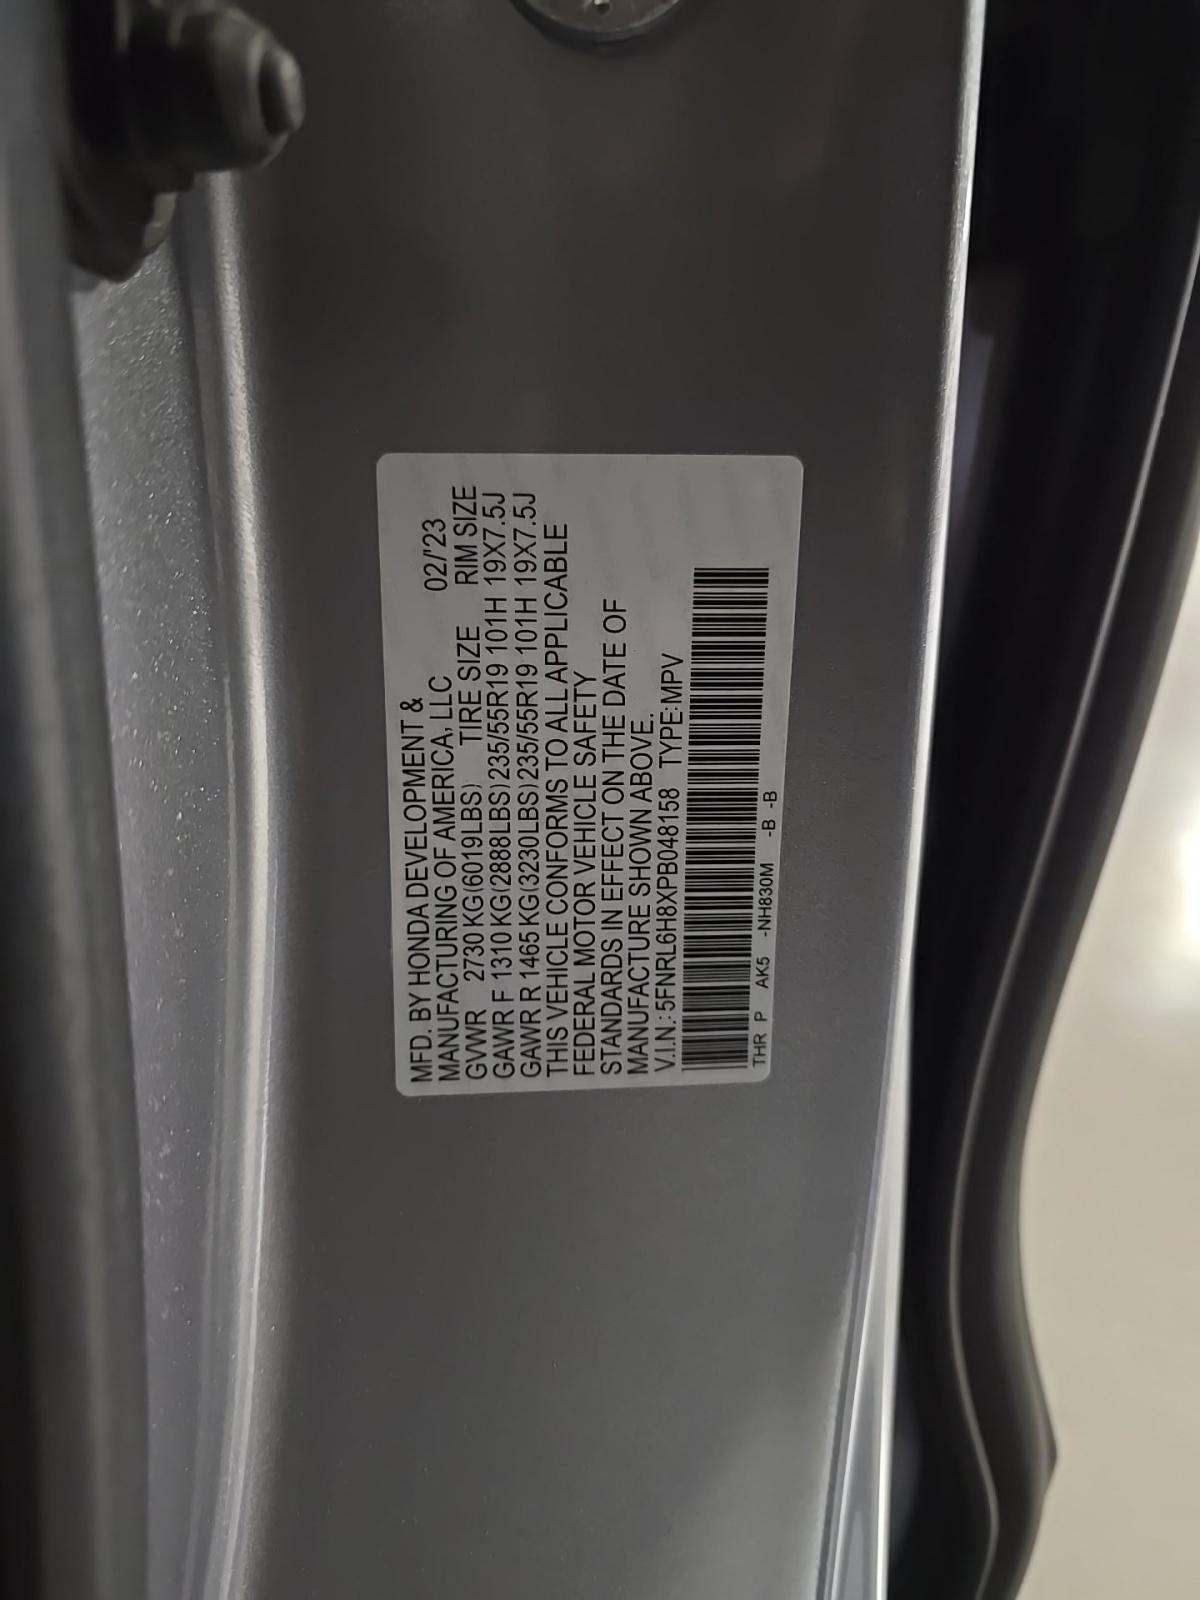 MFD. BY HONDA DEVELOPMENT &
MANUFACTURING OF AMERICA, LLC 02/'23
GVWR 2730 KG(6019LBS) TIRE SIZE RIM SIZE
GAWR F 1310 KG(2888LBS) 235/55R19 101H 19X7.5J
GAWR R 1465 KG(3230LBS) 235/55R19 101H 19X7.5J
THIS VEHICLE CONFORMS TO ALL APPLICABLE
FEDERAL MOTOR VEHICLE SAFETY
STANDARDS IN EFFECT ON THE DATE OF
MANUFACTURE SHOWN ABOVE.
V.I.N.: 5FNRL6H8XPB048158 TYPE:MPV
THR P AK5 -NH830M -B -B